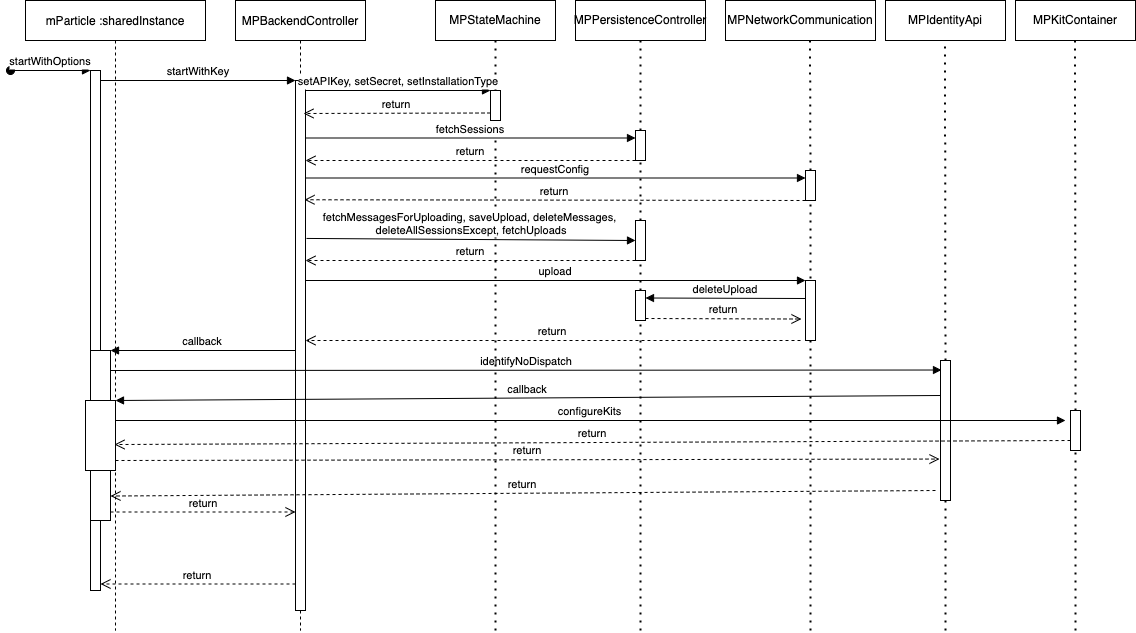 mParticle :sharedInstance
MPBackendController
MPStateMachine
MPPersistenceController
MPNetworkCommunication
MPIdentityApi
MPKitContainer
startWithOptions
startWithKey
setAPIKey, setSecret, setInstallationType
return
fetchSessions
return
requestConfig
return
fetchMessagesForUploading, saveUpload, deleteMessages,
deleteAllSessionsExcept, fetchUploads
return
upload
deleteUpload
return
return
callback
identifyNoDispatch
callback
configureKits
return
return
return
return
return